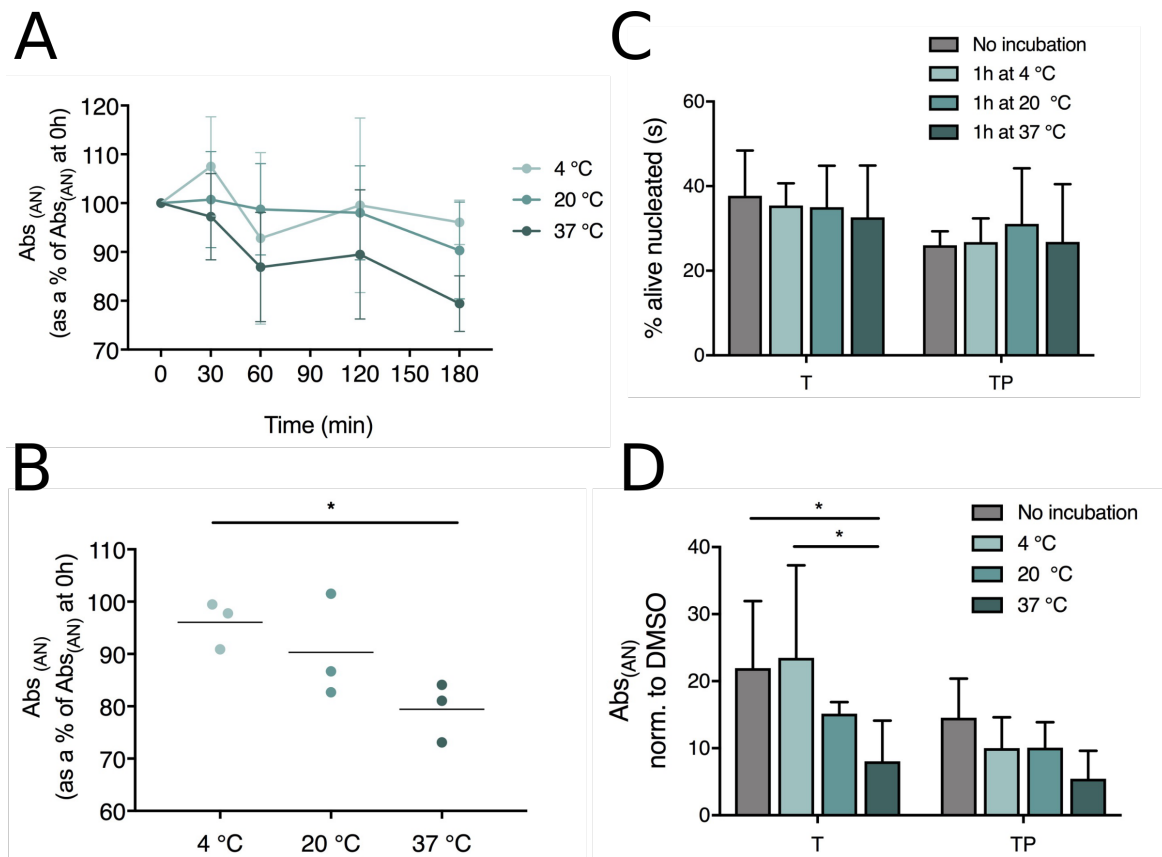 A
Abs (AN)
(as a % of Abs(AN) at 0h)
120
110
100
90
80
70
0 30 60 90 120 150 180
Time (min)
4 °C
20 °C
37 °C
B
*
Abs (AN)
(as a % of Abs(AN) at 0h)
110
100
90
80
70
60
4 °C 20 °C 37 °C
C
No incubation
1h at 4 °C
1h at 20 °C
1h at 37 °C
% alive nucleated (s)
60
40
20
0
T TP
D
*
*
No incubation
4 °C
20 °C
37 °C
Abs(AN)
norm. to DMSO
40
30
20
10
0
T TP